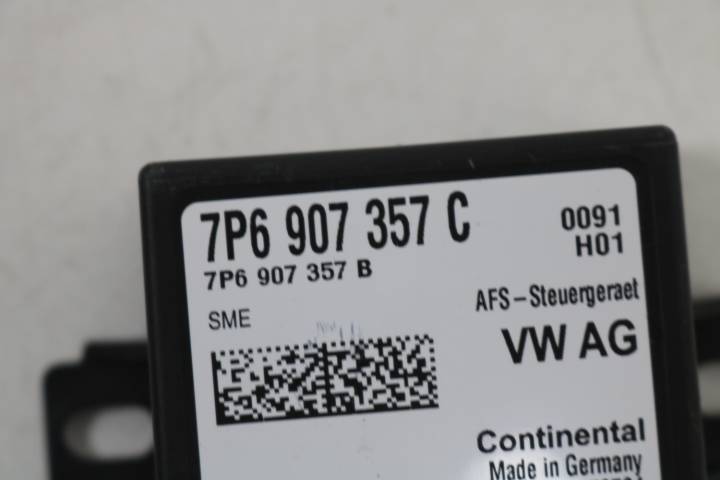 7P6 907 357 C
0091
H01
7P6 907 357 B
AFS-Steuergeraet
SME
VW AG
Continental
Made in Germany